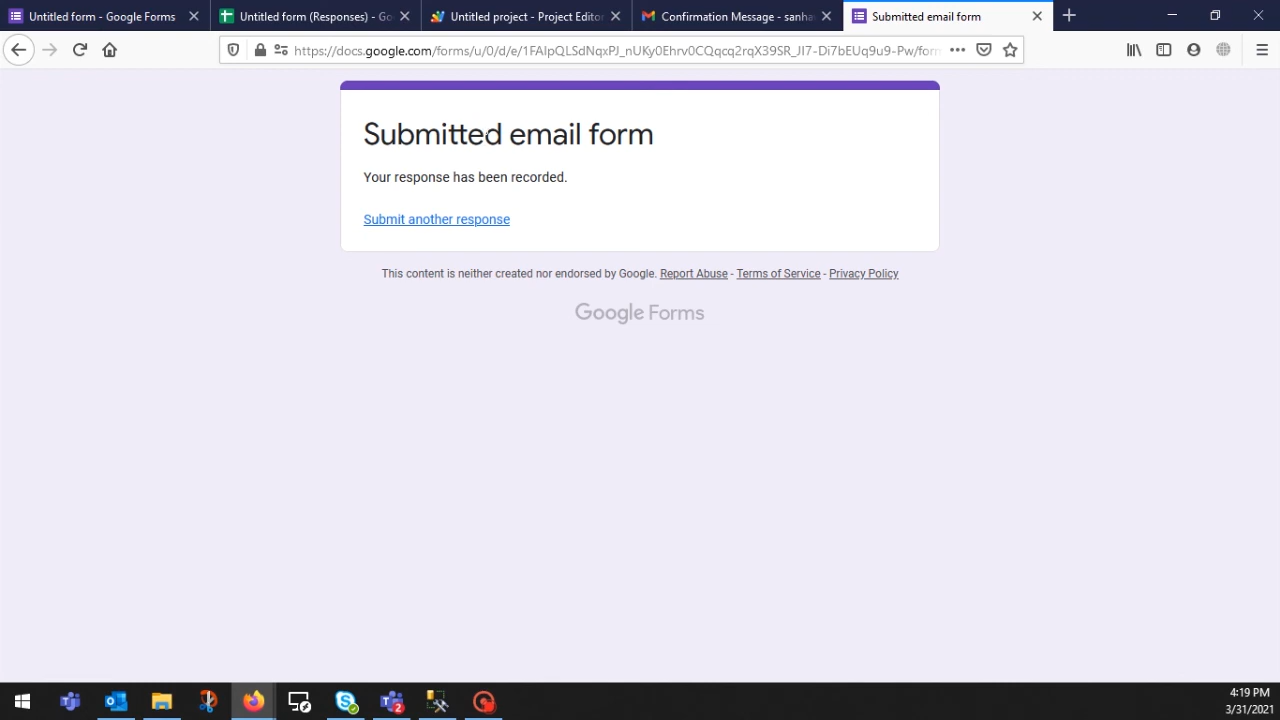 Untitled form - Google Forms
Untitled form (Responses) - Go
Untitled project - Project Editor
Confirmation Message - sanha
Submitted email form
https://docs.google.com/forms/u/0/d/e/1FAIpQLSdNqxPJ_nUKy0Ehrv0CQqcq2rqX39SR_JI7-Di7bEUq9u9-Pw/form
Submitted email form
Your response has been recorded.
Submit another response
This content is neither created nor endorsed by Google. Report Abuse - Terms of Service - Privacy Policy
Google Forms
2
4:19 PM
3/31/2021